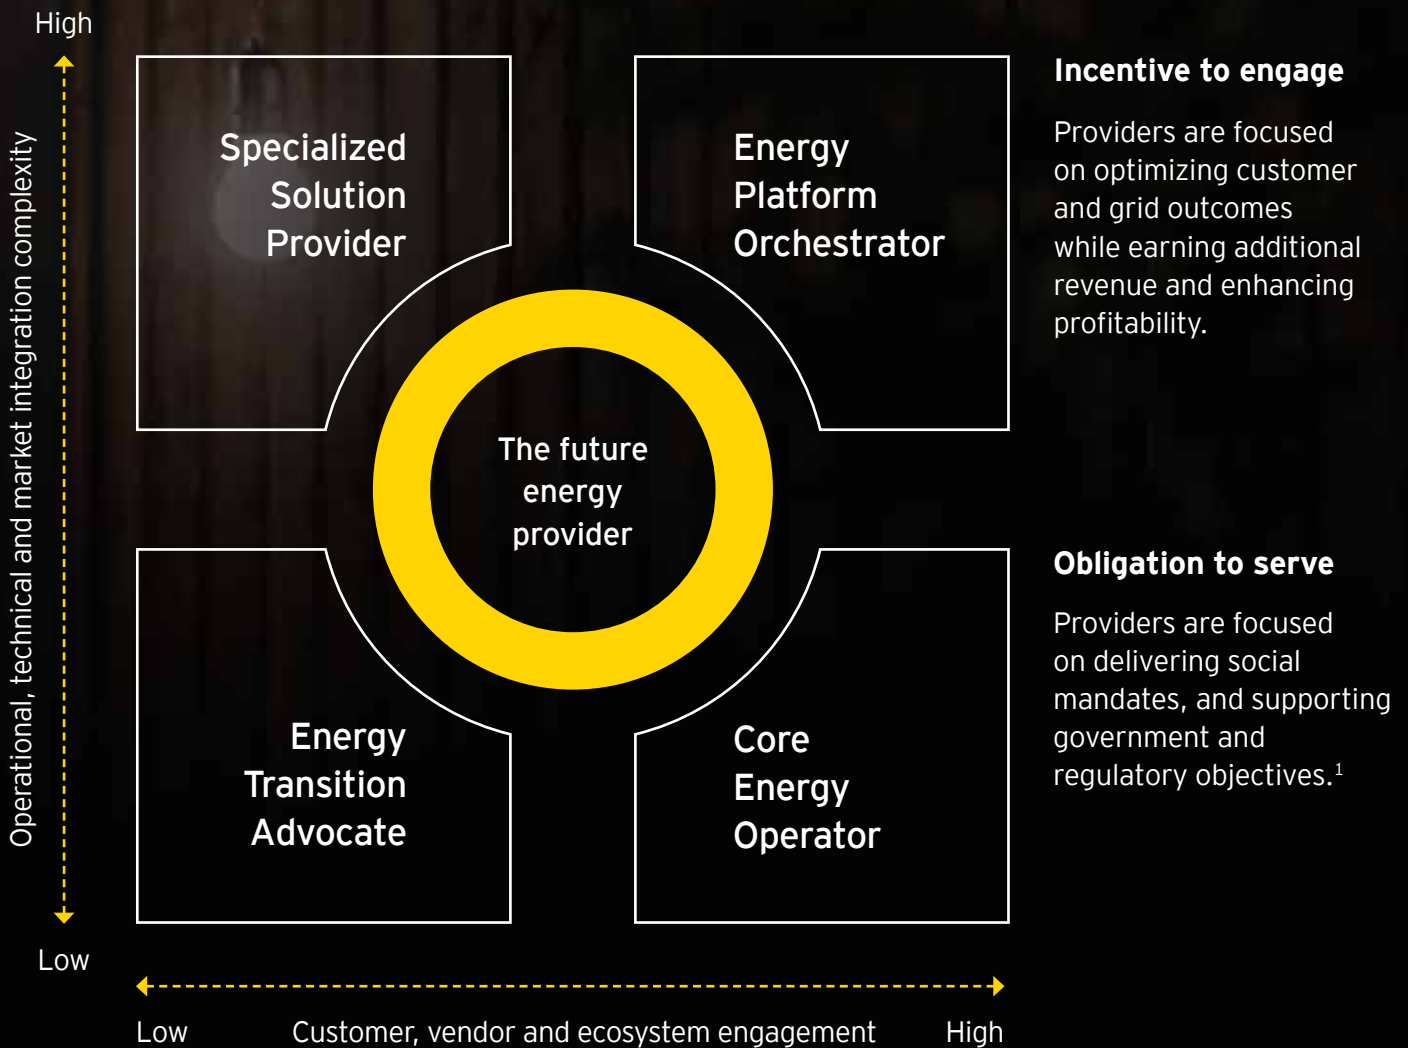 High
Operational, technical and market integration complexity
Low
Specialized
Solution
Provider
Energy
Platform
Orchestrator
The future
energy
provider
Energy
Transition
Advocate
Core
Energy
Operator
Low
Customer, vendor and ecosystem engagement
High
Incentive to engage
Providers are focused
on optimizing customer
and grid outcomes
while earning additional
revenue and enhancing
profitability.
Obligation to serve
Providers are focused
on delivering social
mandates, and supporting
government and
regulatory objectives.¹